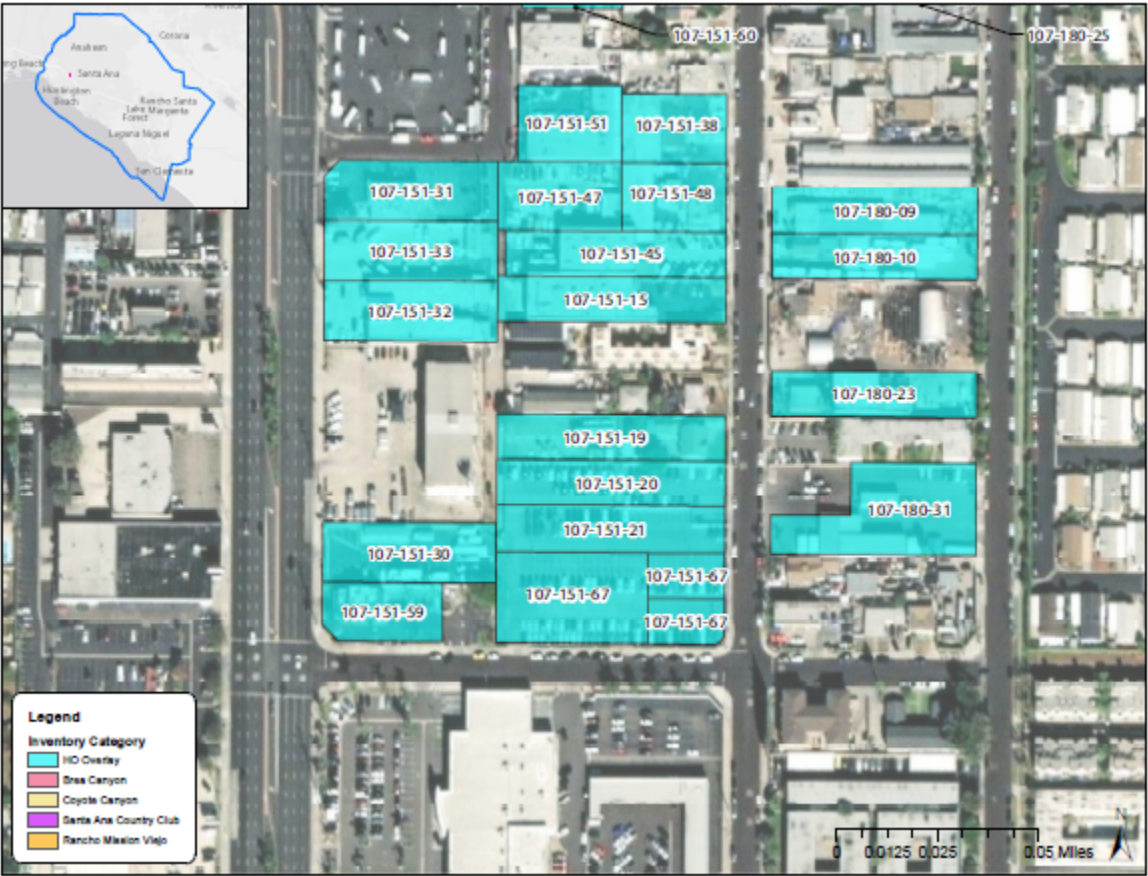 Riverside
Corona
Anaheim
ong Beach
Santa Ana
Huntington
Beach
Rancho Santa
Lake Margarita
Forest
Laguna Niguel
San Clemente
107-151-60
107-180-25
107-151-51
107-151-38
107-151-31
107-151-47
107-151-48
107-180-09
107-151-33
107-151-45
107-180-10
107-151-32
107-151-15
107-180-23
107-151-19
107-151-20
107-151-21
107-180-31
107-151-30
107-151-67
107-151-67
107-151-59
107-151-67
Legend
Inventory Category
HO Overlay
Brea Canyon
Coyote Canyon
Santa Ana Country Club
Rancho Mission Viejo
N
0 0.0125 0.025 0.05 Miles